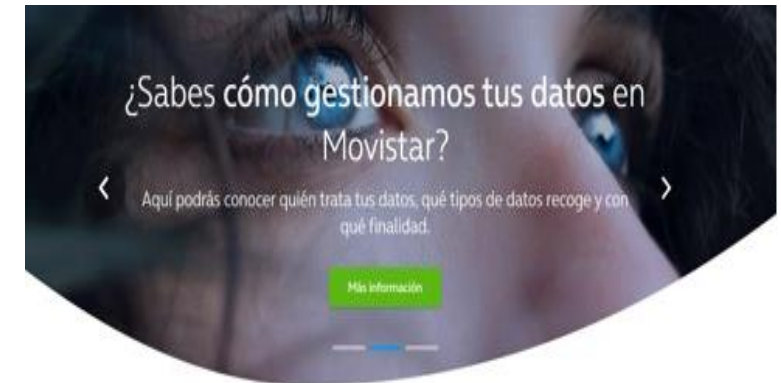 ¿Sabes cómo gestionamos tus datos en
Movistar?
Aquí podrás conocer quién trata tus datos, qué tipos de datos recoge y con
qué finalidad.
Más información